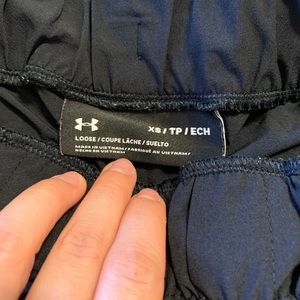 XS / TP / ECH
LOOSE / COUPE LÂCHE / SUELTO
MADE IN VIETNAM / FABRIQUÉ AU VIETNAM /
HECHO EN VIETNAM